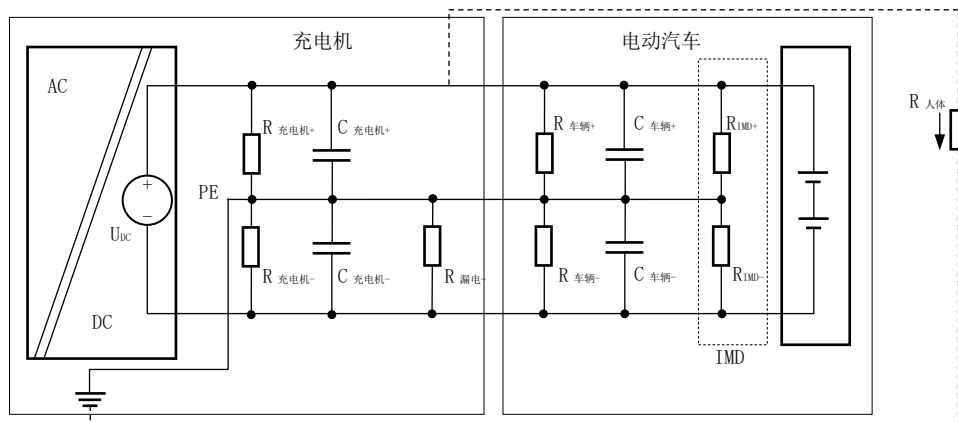 充电机
电动汽车
AC
R 充电机+
C 充电机+
R 车辆+
C 车辆+
RIMD+
R 人体
+
PE
−
UDC
R 充电机-
C 充电机-
R 漏电-
R 车辆-
C 车辆-
RIMD-
DC
IMD